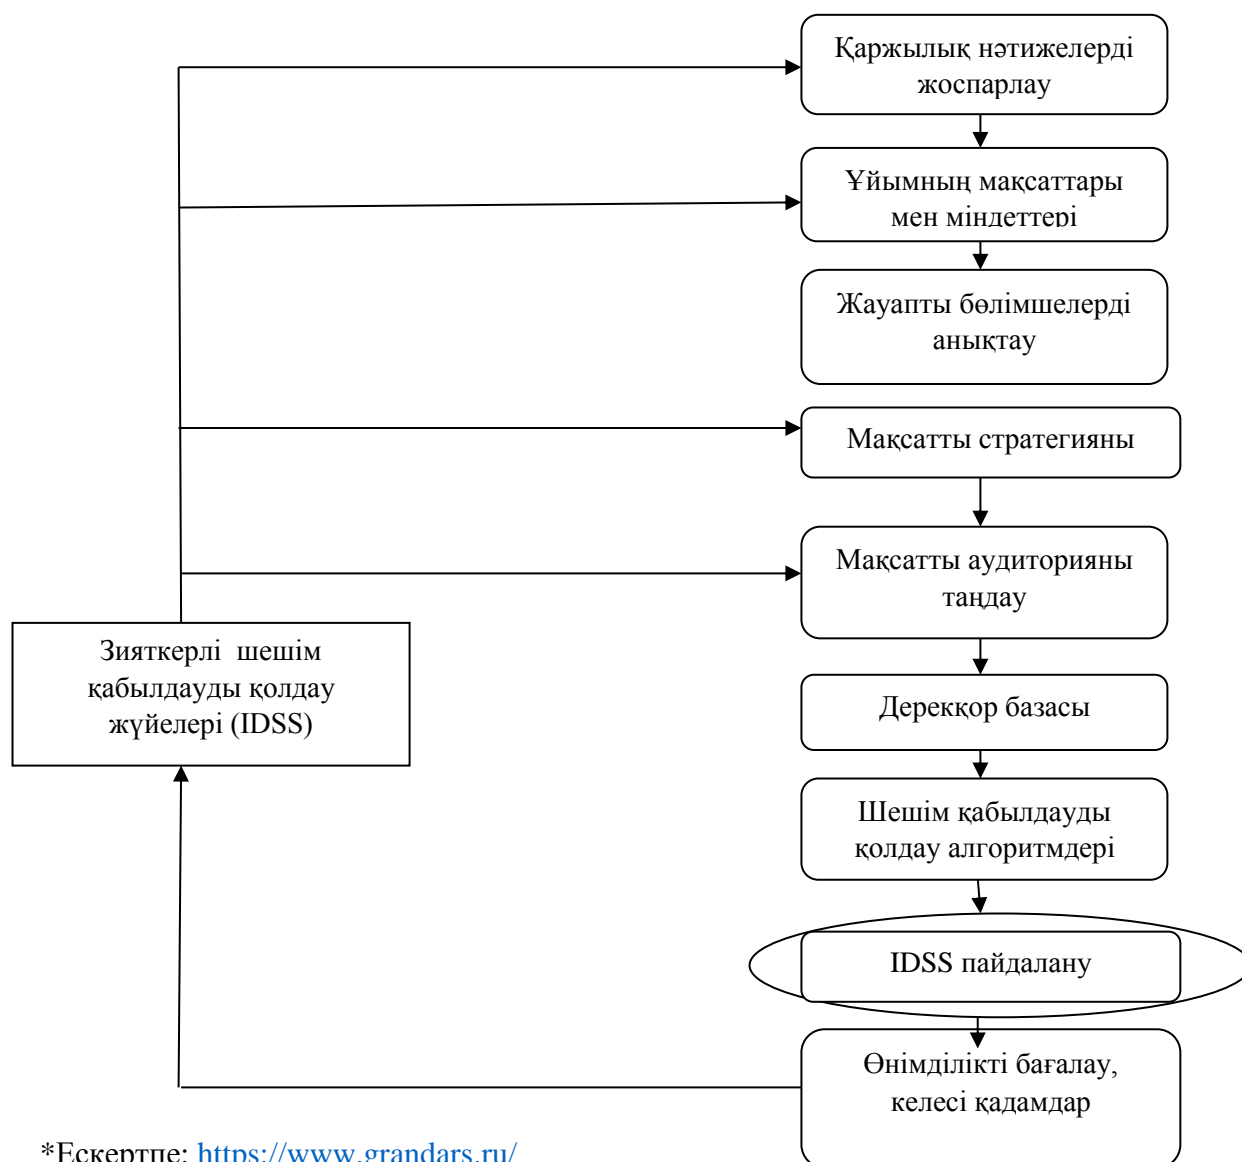 Қаржылық нәтижелерді
жоспарлау
Ұйымның мақсаттары
мен міндеттері
Жауапты бөлімшелерді
анықтау
Мақсатты стратегияны
Мақсатты аудиторияны
таңдау
Зияткерлі шешім
қабылдауды қолдау
жүйелері (IDSS)
Дерекқор базасы
Шешім қабылдауды
қолдау алгоритмдері
IDSS пайдалану
Өнімділікті бағалау,
келесі қадамдар
*Ескертпе: https://www.grandars.ru/